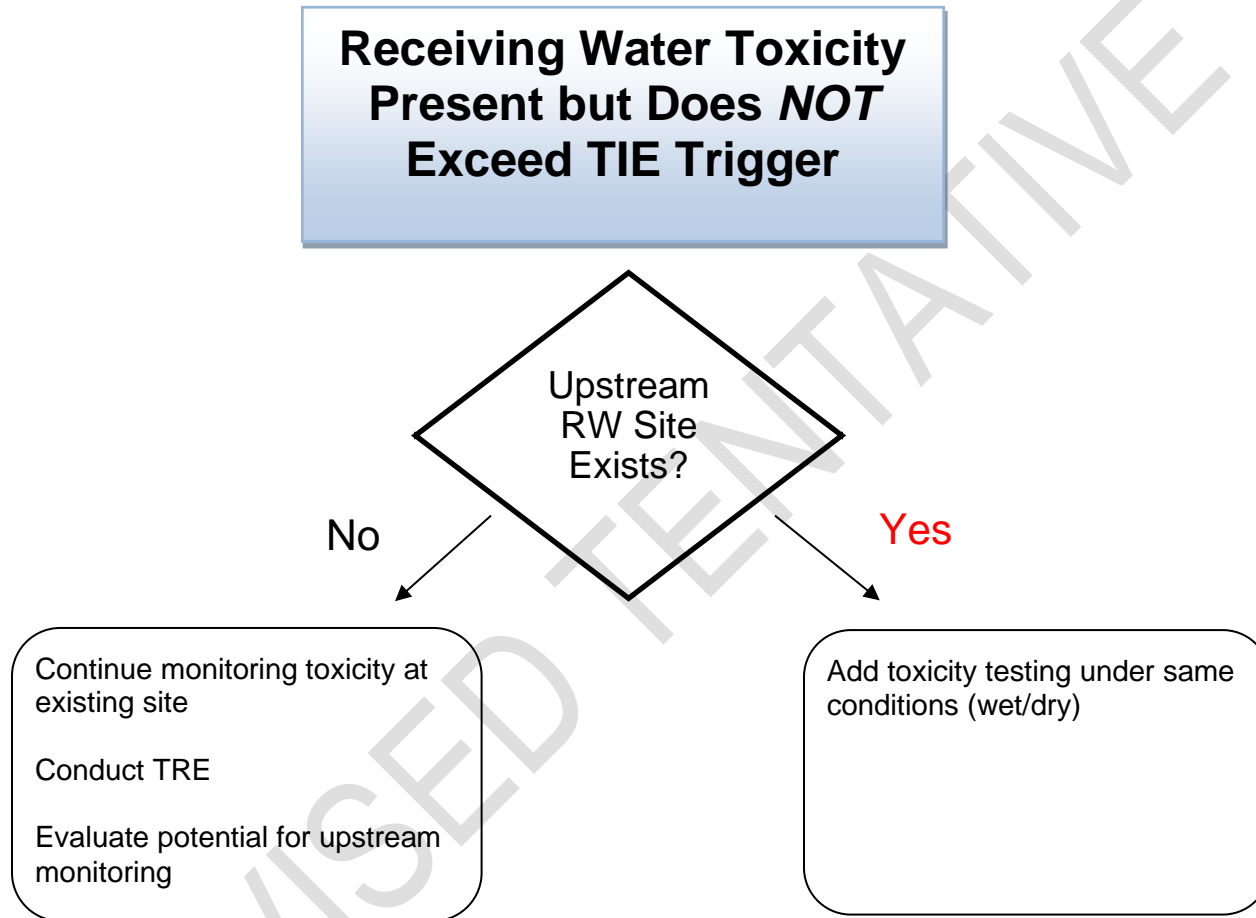 Receiving Water Toxicity
Present but Does NOT
Exceed TIE Trigger
Upstream
RW Site
Exists?
No
Yes
Continue monitoring toxicity at
existing site
Conduct TRE
Evaluate potential for upstream
monitoring
Add toxicity testing under same
conditions (wet/dry)
VISED TENTATIVE